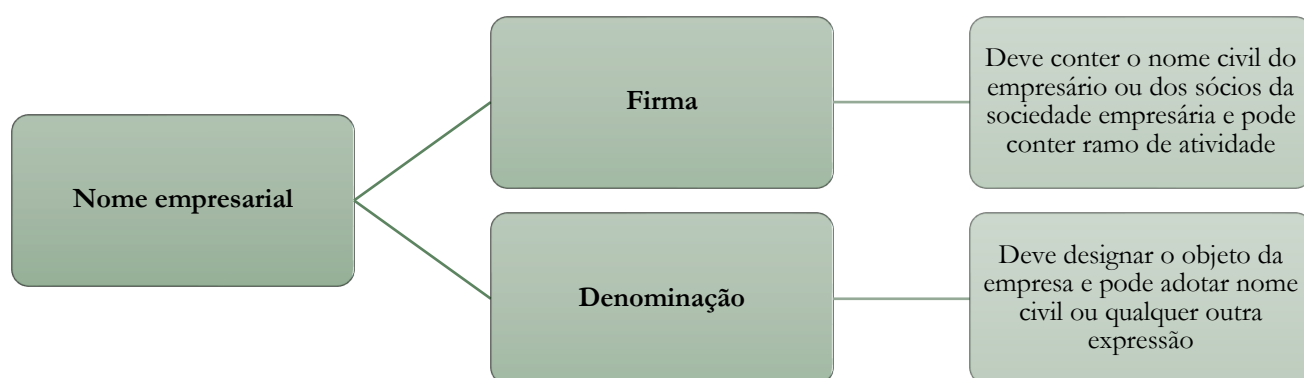 Nome empresarial
Firma
Deve conter o nome civil do
empresário ou dos sócios da
sociedade empresária e pode
conter ramo de atividade
Denominação
Deve designar o objeto da
empresa e pode adotar nome
civil ou qualquer outra
expressão